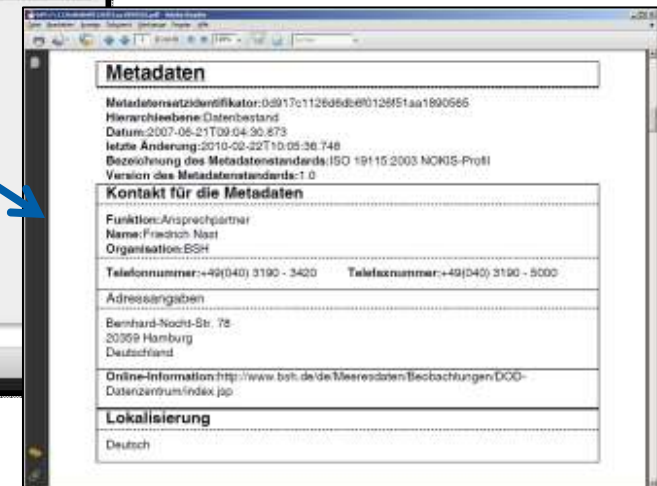 Metadaten
Metadatensatzidentifikator:0d917c1126d6db6f0126f51aa1890565
Hierarchieebene:Datenbestand
Datum:2007-06-21T09:04:30.673
letzte Änderung:2010-02-22T10:05:36.748
Bezeichnung des Metadatenstandards:ISO 19115:2003 NOKIS-Profil
Version des Metadatenstandards:1.0
Kontakt für die Metadaten
Funktion:Ansprechpartner
Name:Friedrich Nast
Organisation:BSH
Telefonnummer:+49(040) 3190 - 3420 Telefaxnummer:+49(040) 3190 - 5000
Adressangaben
Bernhard-Nocht-Str. 78
20359 Hamburg
Deutschland
Online-Information:http://www.bsh.de/de/Meeresdaten/Beobachtungen/DOD-
Datenzentrum/index.jsp
Lokalisierung
Deutsch